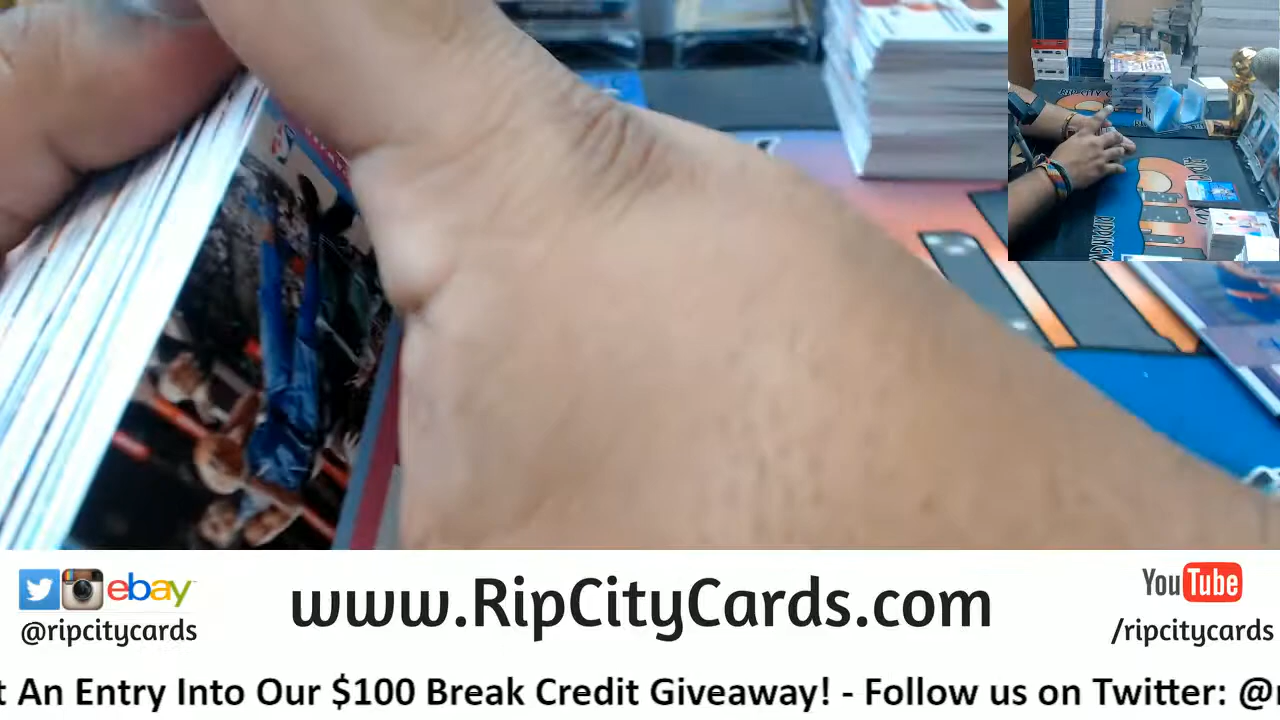 ebay
@ripcitycards
www.RipCityCards.com
YouTube
/ripcitycards
t An Entry Into Our $100 Break Credit Giveaway! - Follow us on Twitter: @